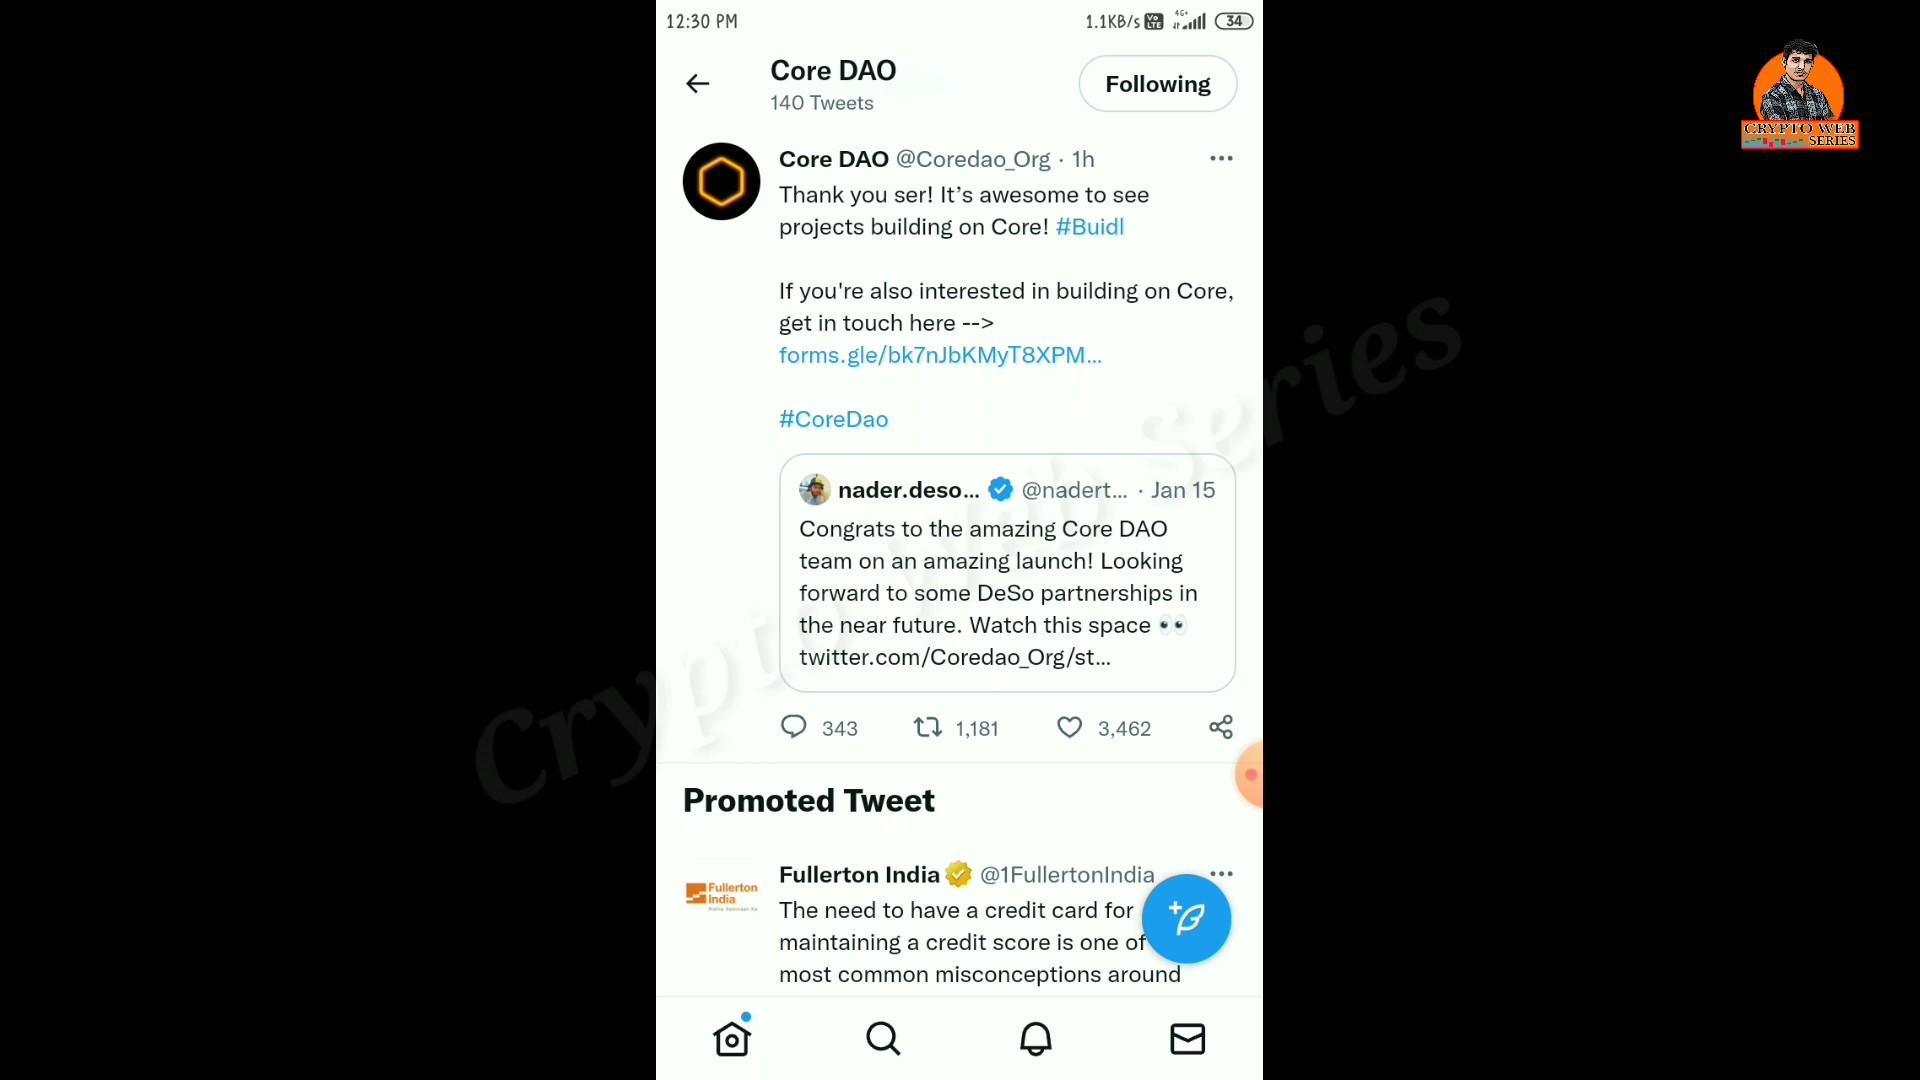 12:30 PM
1.1KB/s Vo LTE 4G+ 34
CRYPTO WEB
SERIES
Core DAO
140 Tweets
Following
Core DAO @Coredao_Org · 1h
Thank you ser! It’s awesome to see
projects building on Core! #Buidl
If you're also interested in building on Core,
get in touch here -->
forms.gle/bk7nJbKMyT8XPM...
#CoreDao
nader.deso... @nadert... · Jan 15
Congrats to the amazing Core DAO
team on an amazing launch! Looking
forward to some DeSo partnerships in
the near future. Watch this space 👀
twitter.com/Coredao_Org/st...
343 1,181 3,462
Crypto Web Series
Promoted Tweet
Fullerton India @1FullertonIndia
Fullerton
India
The need to have a credit card for
maintaining a credit score is one of
most common misconceptions around